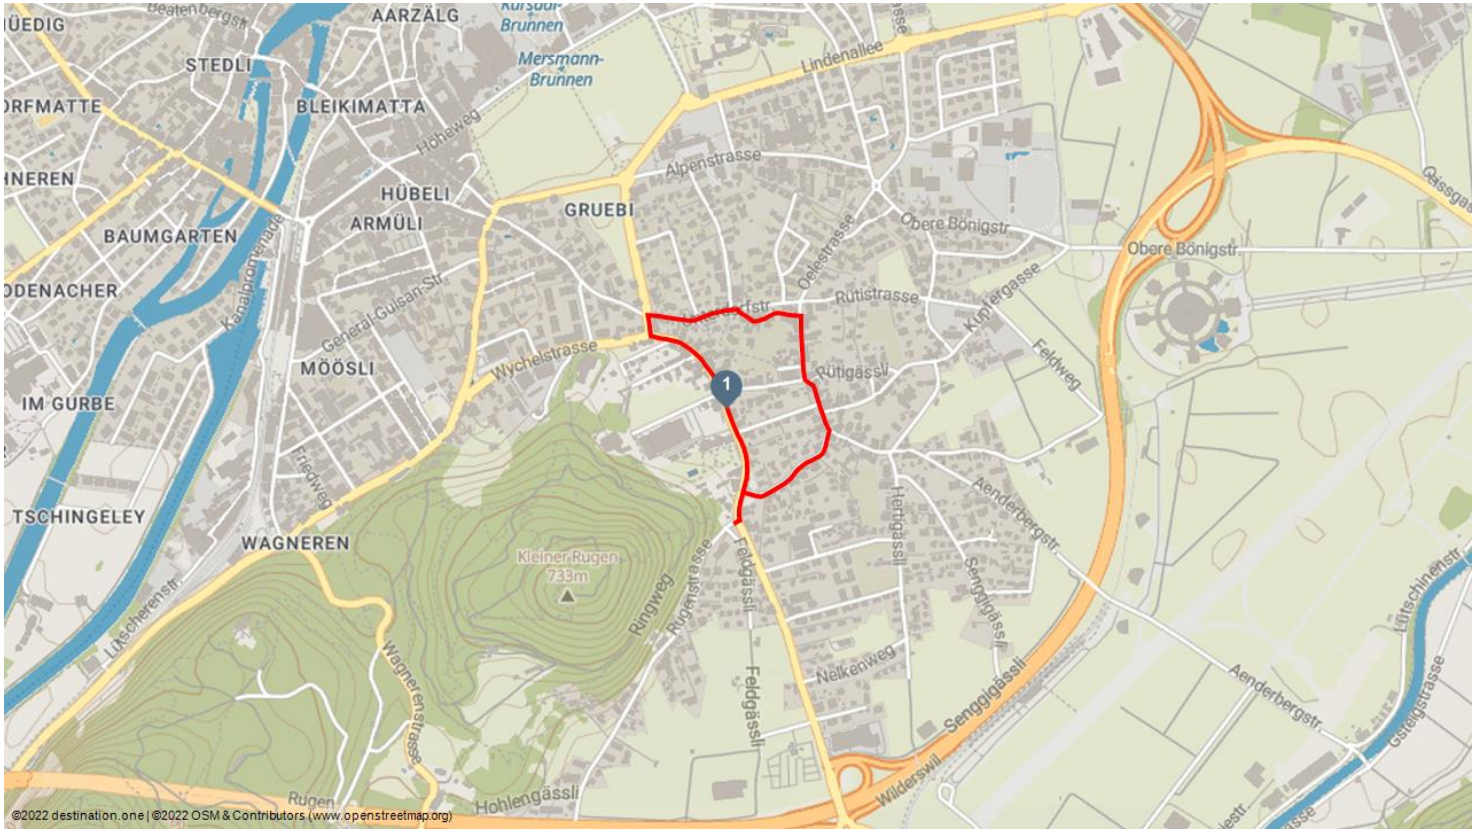 Beatenbergstr.
AARZÄLG
Kursaal-
Brunnen
STEDLI
Mersmann-
Brunnen
Lindenallee
BLEIKIMATTA
Höheweg
Alpenstrasse
HÜBELI
GRUEBI
ARMÜLI
BAUMGARTEN
Kanalpromenade
Oelestrasse
Obere Bönigstr.
Obere Bönigstr.
General-Guisan-Str.
Rütistrasse
Kupfergasse
Wychelstrasse
MÖÖSLI
Rütigässli
Feldweg
1
IM GURBE
Friedweg
TSCHINGELEY
WAGNEREN
Hertigässli
Aenderbergstr.
Kleiner Rugen
733m
Feldgässli
Ringweg
Rugenstrasse
Senggigässli
Lütscherenstr.
Wagnerenstrasse
Nelkenweg
Feldgässli
Senggigässli
Aenderbergstr.
Lütschinenstr.
Gsteigstrasse
Rugen
Hohlengässli
Wilderswil
©2022 destination.one | ©2022 OSM & Contributors (www.openstreetmap.org)